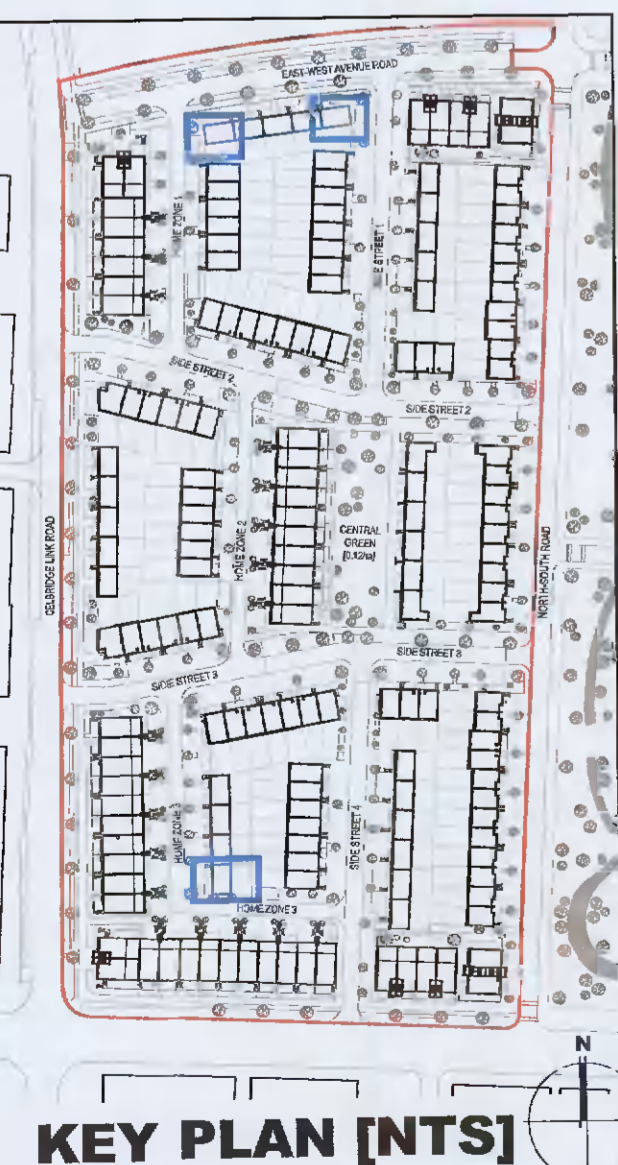 EAST-WEST AVENUE ROAD
HOME ZONE 1
SIDE STREET 1
SIDE STREET 2
SIDE STREET 2
CELBRIDGE LINK ROAD
HOME ZONE 2
CENTRAL
GREEN
[0.12ha]
NORTH-SOUTH ROAD
SIDE STREET 3
SIDE STREET 3
HOME ZONE 3
SIDE STREET 4
HOME ZONE 3
N
KEY PLAN [NTS]